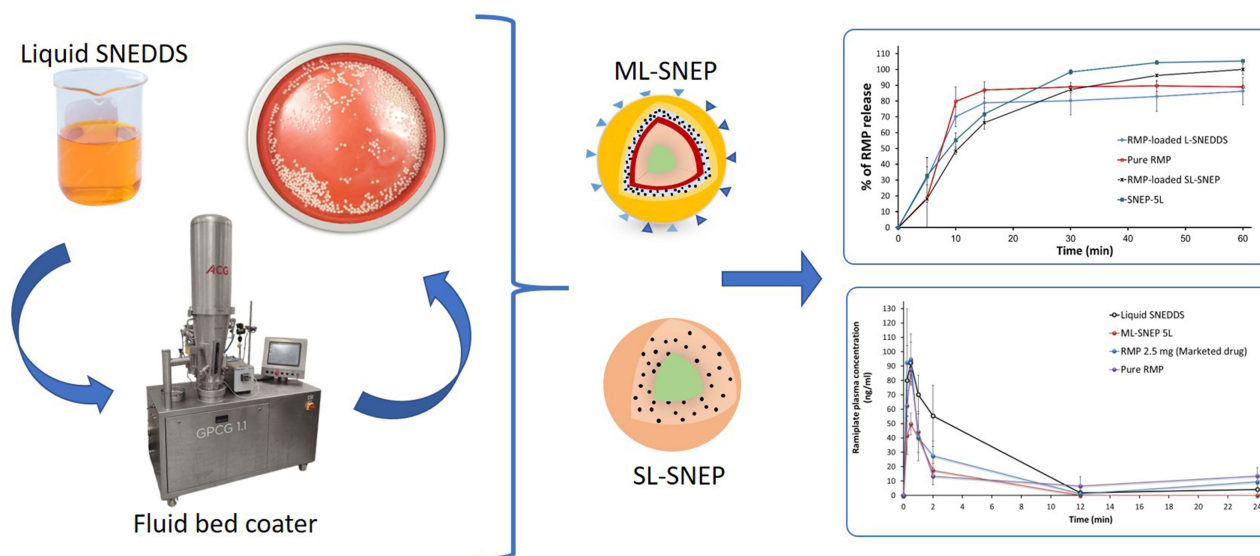 Liquid SNEDDS
ACG
GPCG 1.1
Fluid bed coater
ML-SNEP
SL-SNEP
% of RMP release
110
100
90
80
70
60
50
40
30
20
10
0
0 10 20 30 40 50 60
Time (min)
RMP-loaded L-SNEDDS
Pure RMP
RMP-loaded SL-SNEP
SNEP-5L
Ramiplate plasma concentration
(ng/ml)
130
120
110
100
90
80
70
60
50
40
30
20
10
0
0 2 4 6 8 10 12 14 16 18 20 22 24
Time (min)
Liquid SNEDDS
ML-SNEP 5L
RMP 2.5 mg (Marketed drug)
Pure RMP